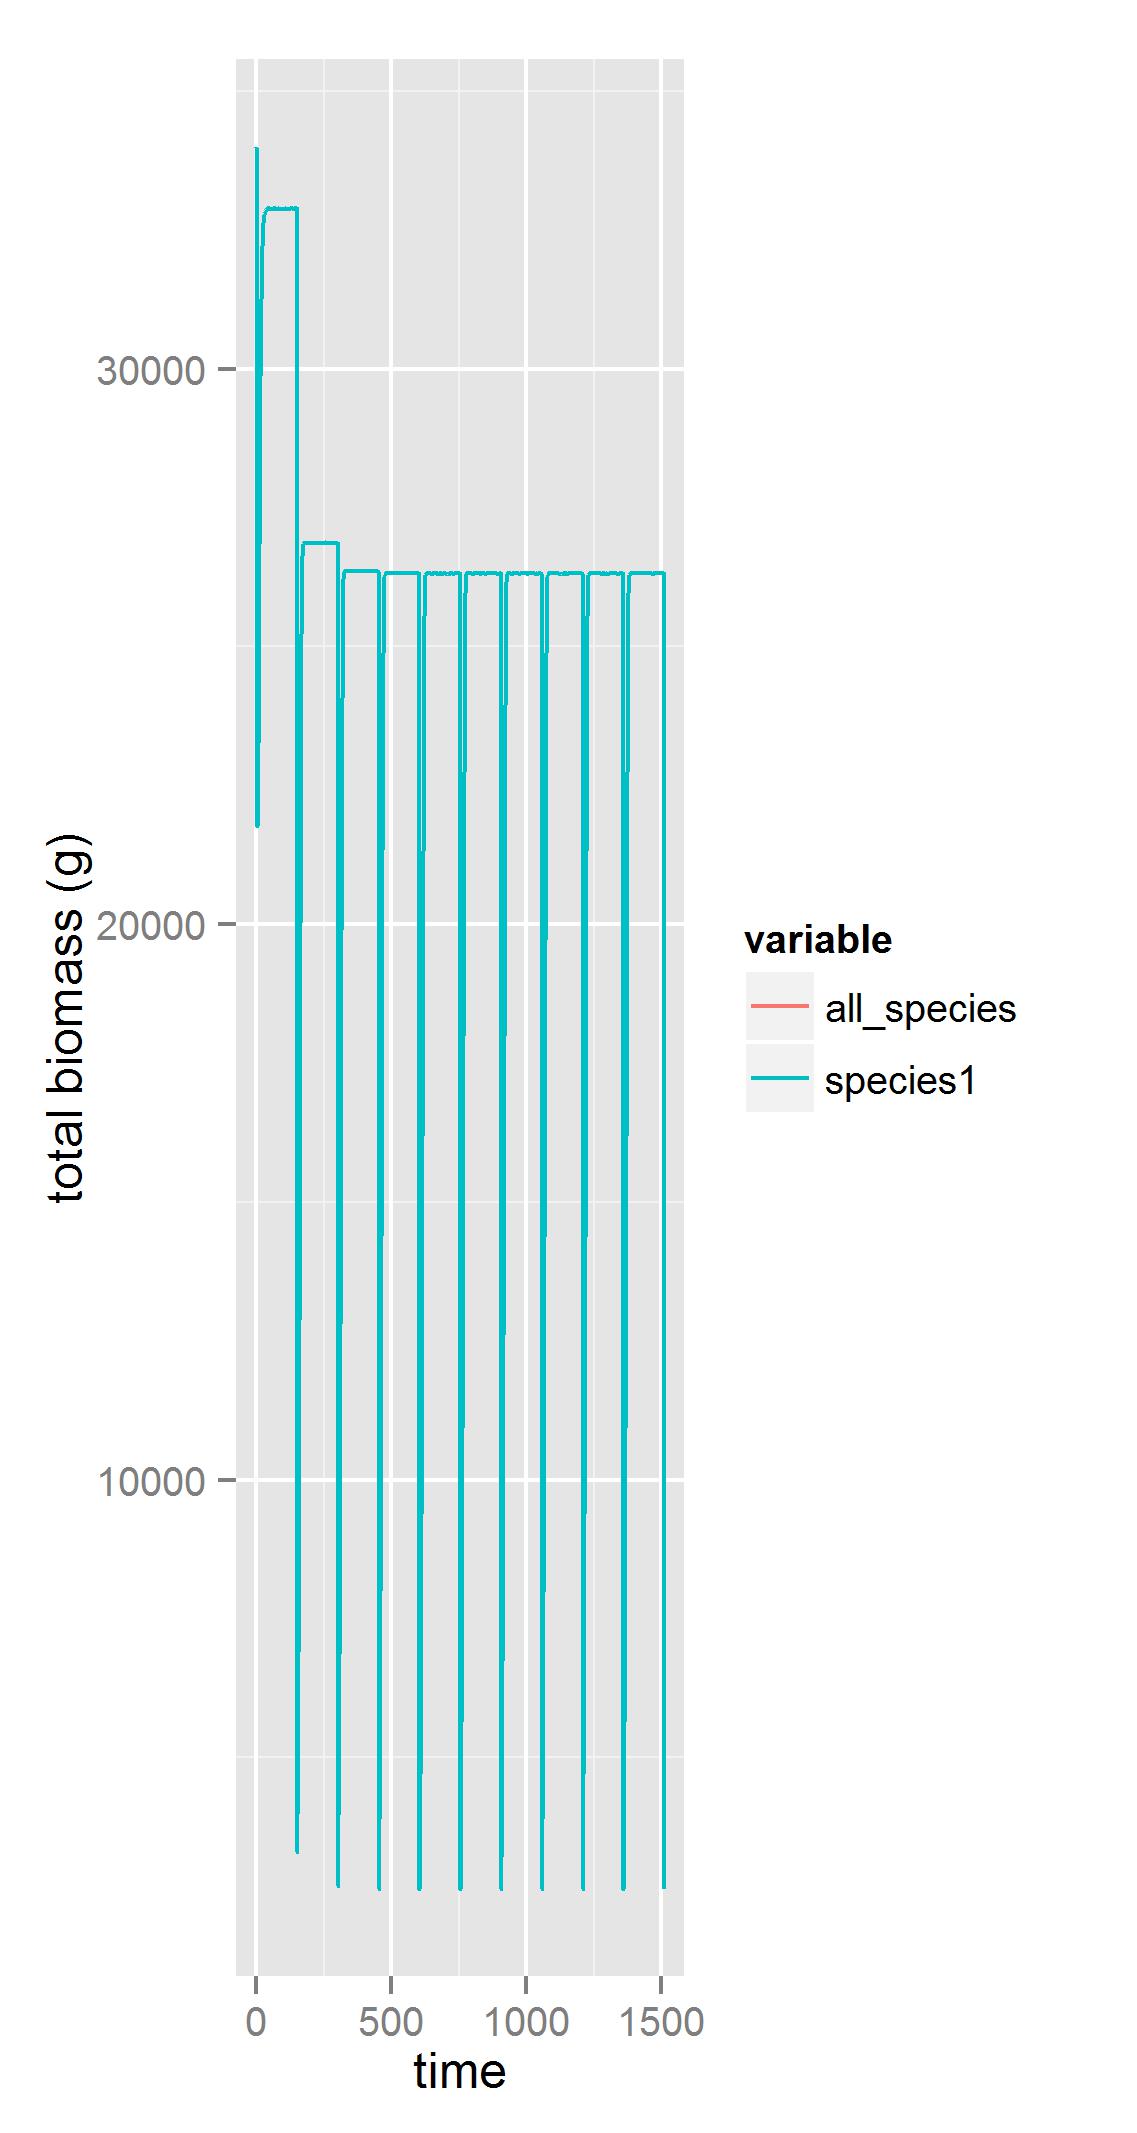 30000
20000
10000
total biomass (g)
0 500 1000 1500
time
variable
all_species
species1